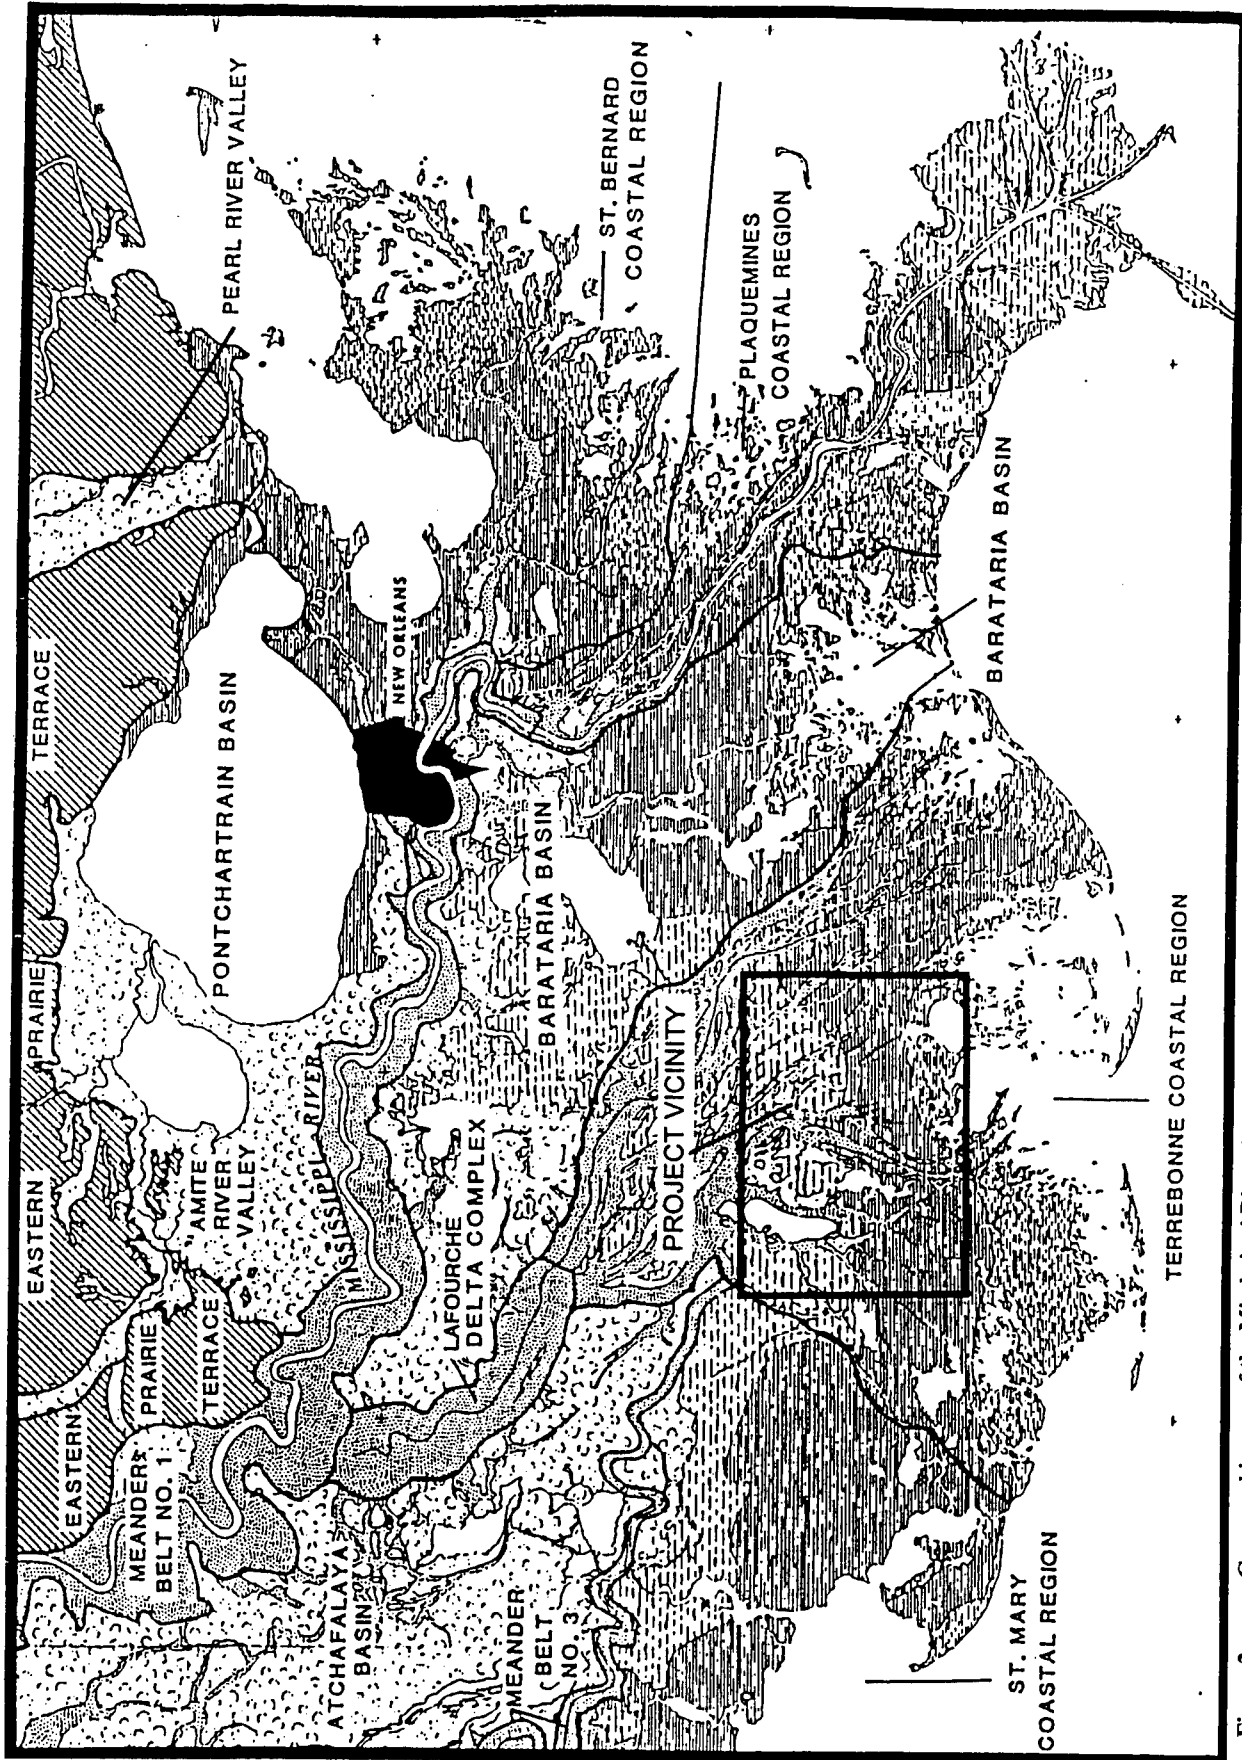 EASTERN
PRAIRIE
TERRACE
EASTERN
PRAIRIE
TERRACE
MEANDER
BELT NO. 1
AMITE
RIVER
VALLEY
PONTCHARTRAIN BASIN
PEARL RIVER VALLEY
MISSISSIPPI RIVER
ATCHAFALAYA
BASIN
NEW ORLEANS
LAFOURCHE
DELTA COMPLEX
MEANDER
BELT
NO. 3
BARATARIA BASIN
ST. BERNARD
COASTAL REGION
PROJECT VICINITY
PLAQUEMINES
COASTAL REGION
BARATARIA BASIN
ST. MARY
COASTAL REGION
TERREBONNE COASTAL REGION